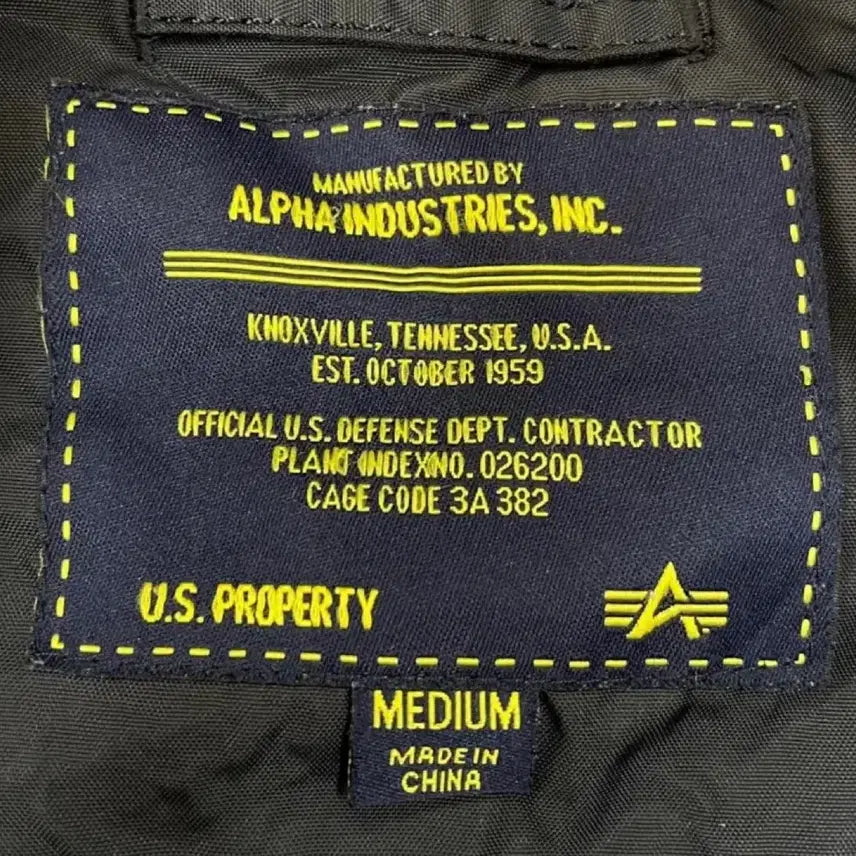 MANUFACTURED BY
ALPHA INDUSTRIES, INC.
KNOXVILLE, TENNESSEE, U.S.A.
EST. OCTOBER 1959
OFFICIAL U.S. DEFENSE DEPT. CONTRACTOR
PLANT INDEX NO. 026200
CAGE CODE 3A 382
U.S. PROPERTY
MEDIUM
MADE IN
CHINA